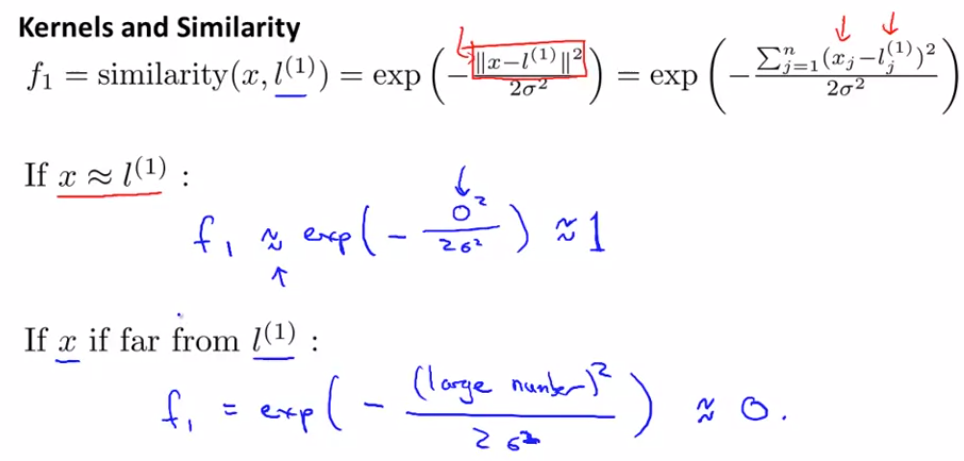 Kernels and Similarity
f₁ = similarity(x, l⁽¹⁾) = exp(−‖x−l⁽¹⁾‖²/2σ²) = exp(−∑ⁿⱼ₌₁(xⱼ−lⱼ⁽¹⁾)²/2σ²)
If x ≈ l⁽¹⁾ :
f₁ ≈ exp(−0²/2σ²) ≈ 1
If x if far from l⁽¹⁾ :
f₁ = exp(−(large number)²/2σ²) ≈ 0.